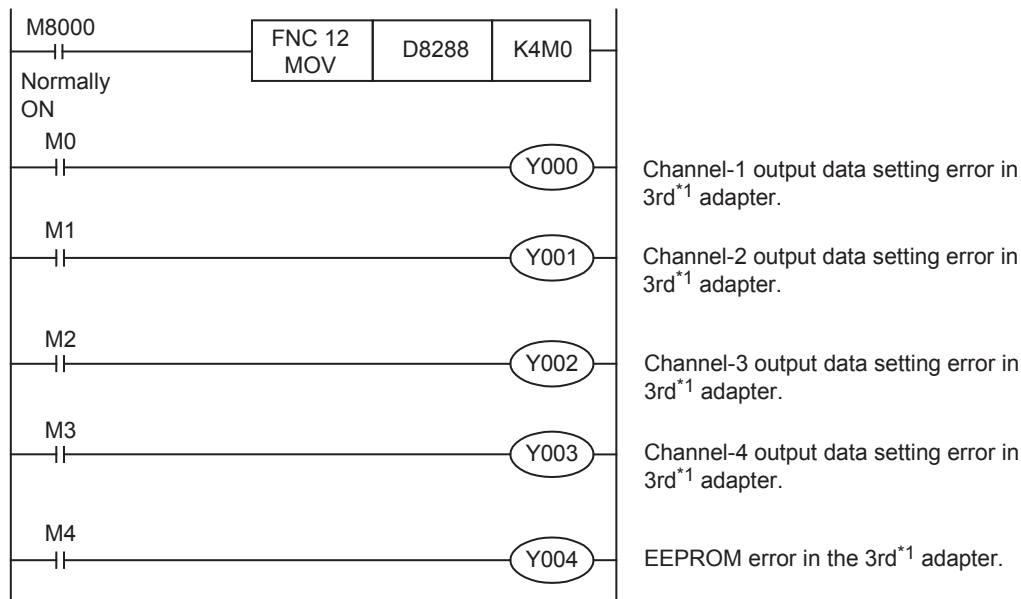 M8000
FNC 12
MOV
D8288
K4M0
Normally
ON
M0
Y000
Channel-1 output data setting error in
3rd*1 adapter.
M1
Y001
Channel-2 output data setting error in
3rd*1 adapter.
M2
Y002
Channel-3 output data setting error in
3rd*1 adapter.
M3
Y003
Channel-4 output data setting error in
3rd*1 adapter.
M4
Y004
EEPROM error in the 3rd*1 adapter.